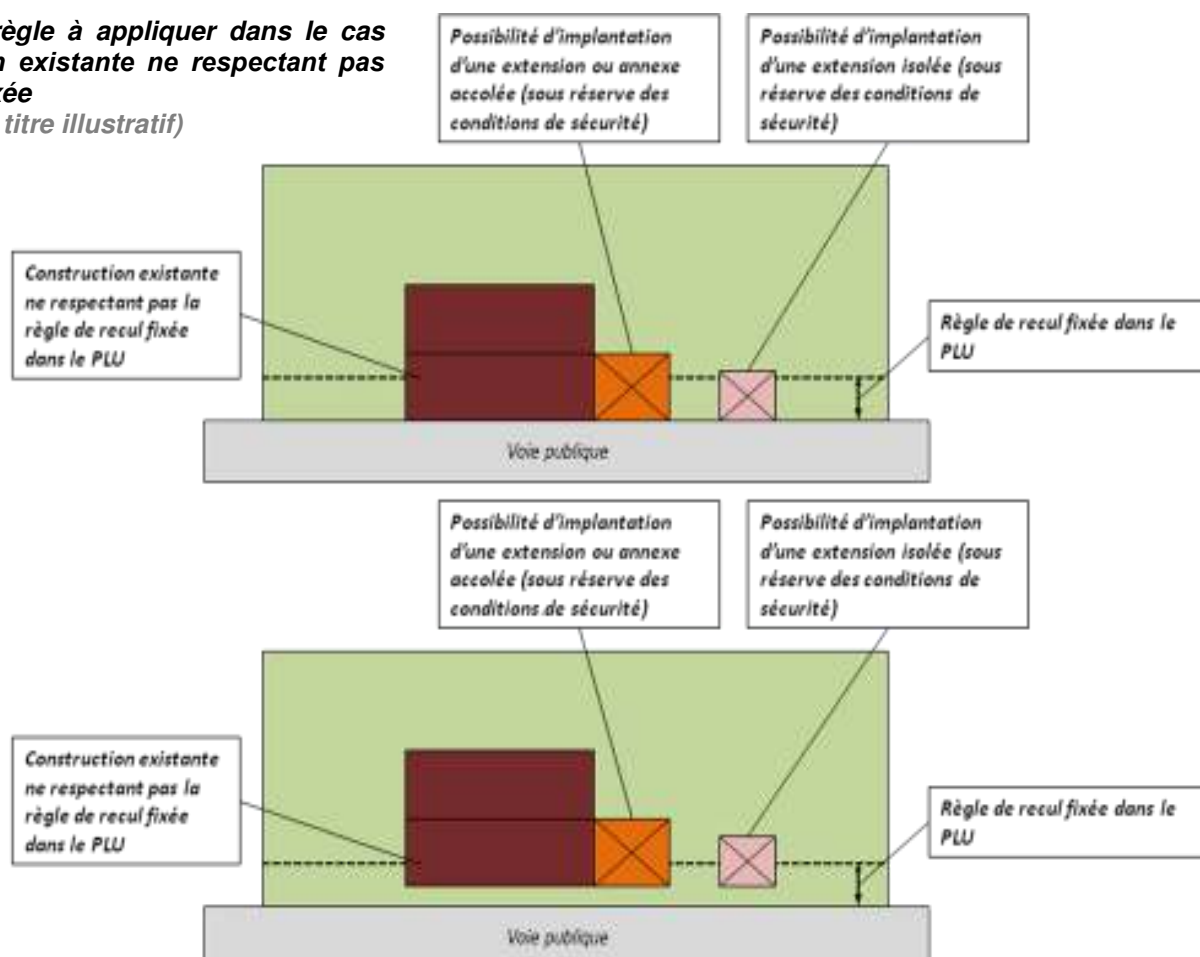 règle à appliquer dans le cas
n existante ne respectant pas
titre illustratif)
Possibilité d'implantation
d'une extension ou annexe
accolée (sous réserve des
conditions de sécurité)
Possibilité d'implantation
d'une extension isolée (sous
réserve des conditions de
sécurité)
Construction existante
ne respectant pas la
règle de recul fixée
dans le PLU
Règle de recul fixée dans le
PLU
Voie publique
Possibilité d'implantation
d'une extension ou annexe
accolée (sous réserve des
conditions de sécurité)
Possibilité d'implantation
d'une extension isolée (sous
réserve des conditions de
sécurité)
Construction existante
ne respectant pas la
règle de recul fixée
dans le PLU
Règle de recul fixée dans le
PLU
Voie publique